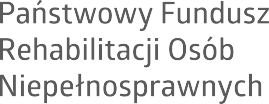 Państwowy Fundusz
Rehabilitacji Osób
Niepełnosprawnych